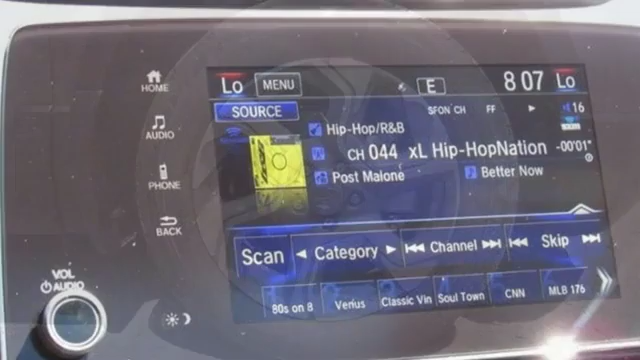 Lo MENU E 8 07 Lo
HOME
SOURCE SFON CH FF 16
AUDIO
Hip-Hop/R&B
CH 044 xL Hip-HopNation -00'01"
PHONE
Post Malone Better Now
BACK
Scan Category Channel Skip
80s on 8 Venus Classic Vin Soul Town CNN MLB 176
VOL
AUDIO